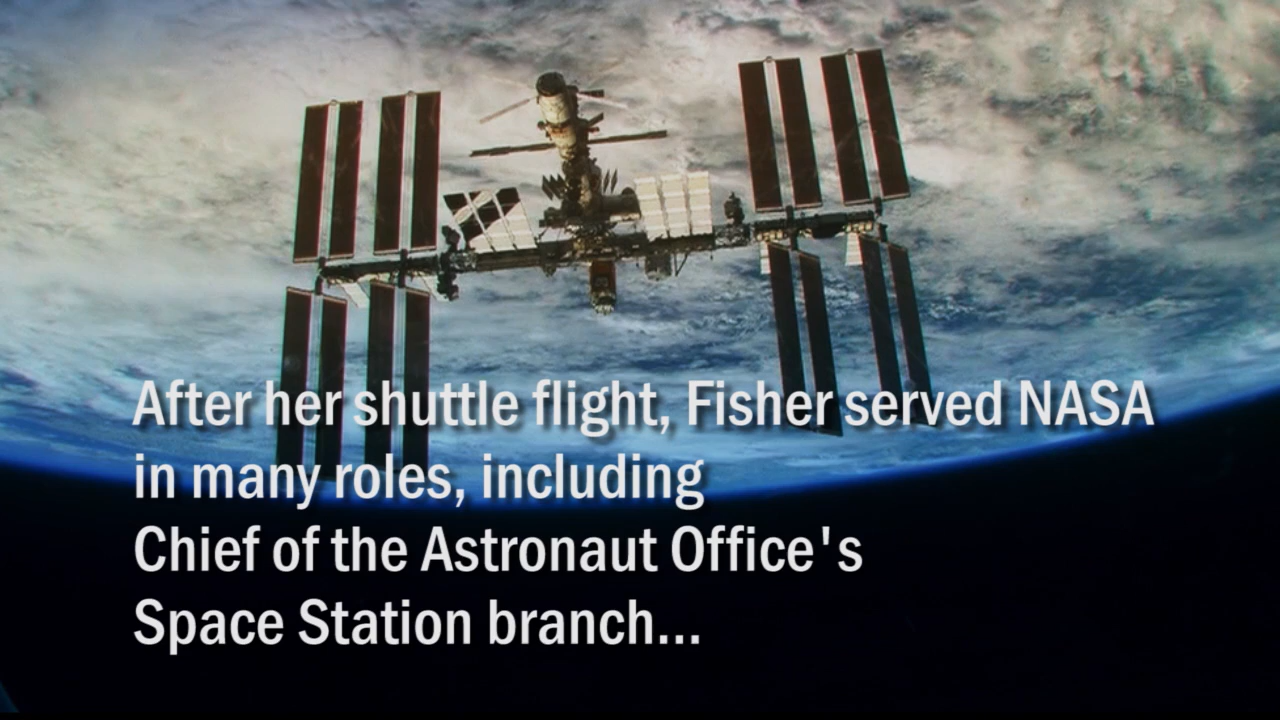 After her shuttle flight, Fisher served NASA
in many roles, including
Chief of the Astronaut Office's
Space Station branch...